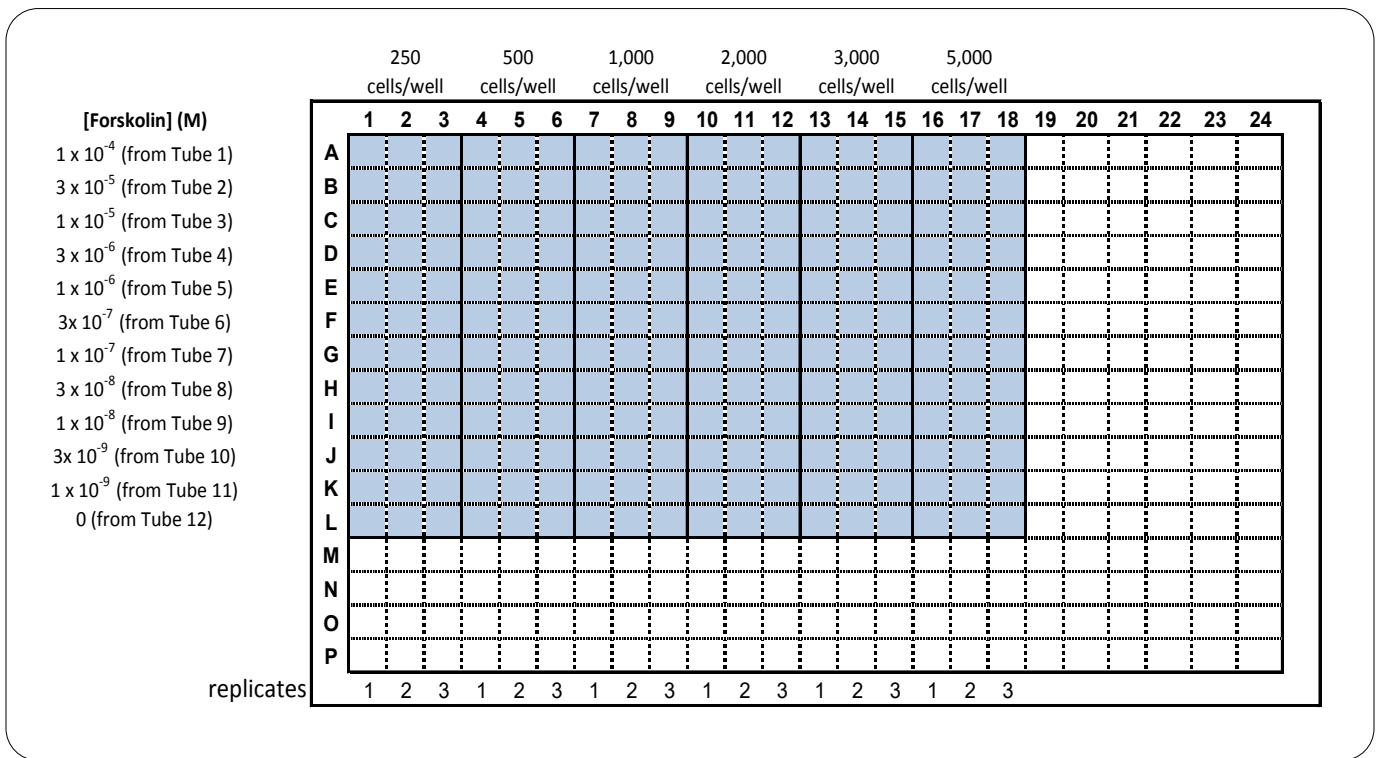 250 500 1,000 2,000 3,000 5,000
cells/well cells/well cells/well cells/well cells/well cells/well
[Forskolin] (M) 1 2 3 4 5 6 7 8 9 10 11 12 13 14 15 16 17 18 19 20 21 22 23 24
1 x 10⁻⁴ (from Tube 1) A
3 x 10⁻⁵ (from Tube 2) B
1 x 10⁻⁵ (from Tube 3) C
3 x 10⁻⁶ (from Tube 4) D
1 x 10⁻⁶ (from Tube 5) E
3x 10⁻⁷ (from Tube 6) F
1 x 10⁻⁷ (from Tube 7) G
3 x 10⁻⁸ (from Tube 8) H
1 x 10⁻⁸ (from Tube 9) I
3x 10⁻⁹ (from Tube 10) J
1 x 10⁻⁹ (from Tube 11) K
0 (from Tube 12) L
M
N
O
P
replicates 1 2 3 1 2 3 1 2 3 1 2 3 1 2 3 1 2 3